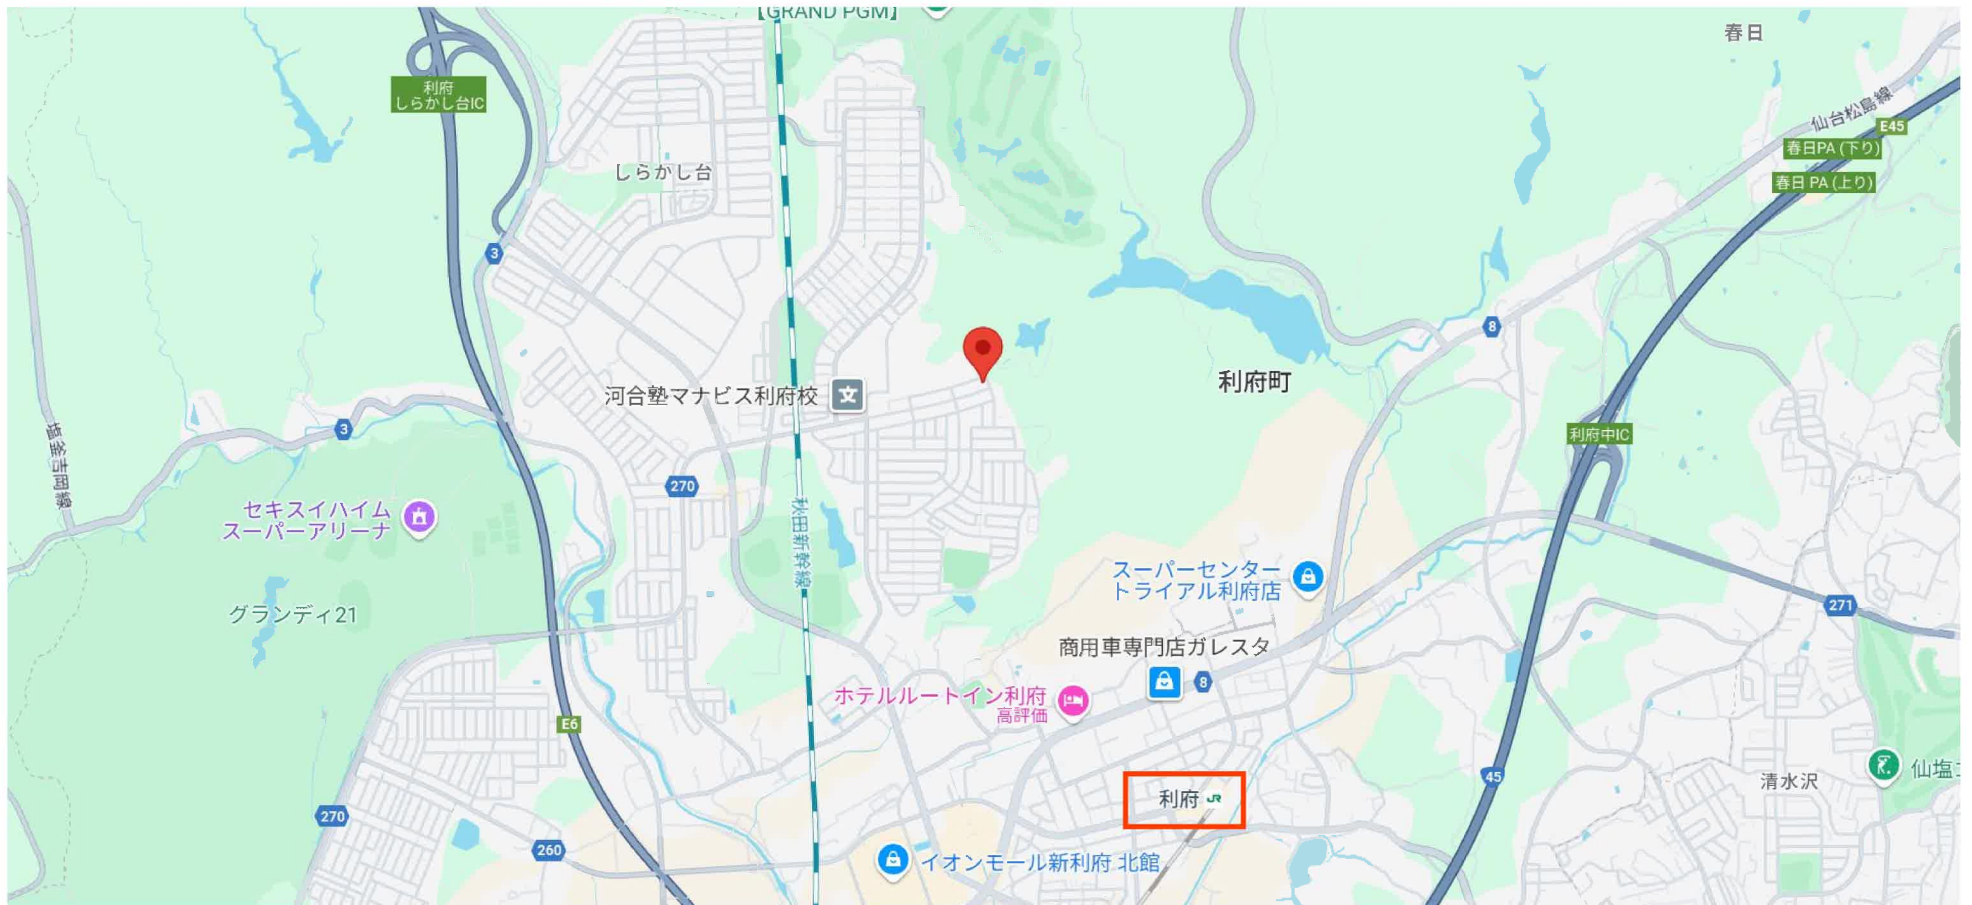 【GRAND PGM】
春日
利府
しらかし台IC
仙台松島線
E45
春日PA (下り)
春日 PA (上り)
しらかし台
3
8
利府町
河合塾マナビス利府校
文
3
塩釜吉岡線
利府中IC
270
セキスイハイム
スーパーアリーナ
秋田新幹線
スーパーセンター
トライアル利府店
グランディ21
271
商用車専門店ガレスタ
8
ホテルルートイン利府
高評価
E6
45
清水沢
仙塩
利府 JR
270
260
イオンモール新利府 北館